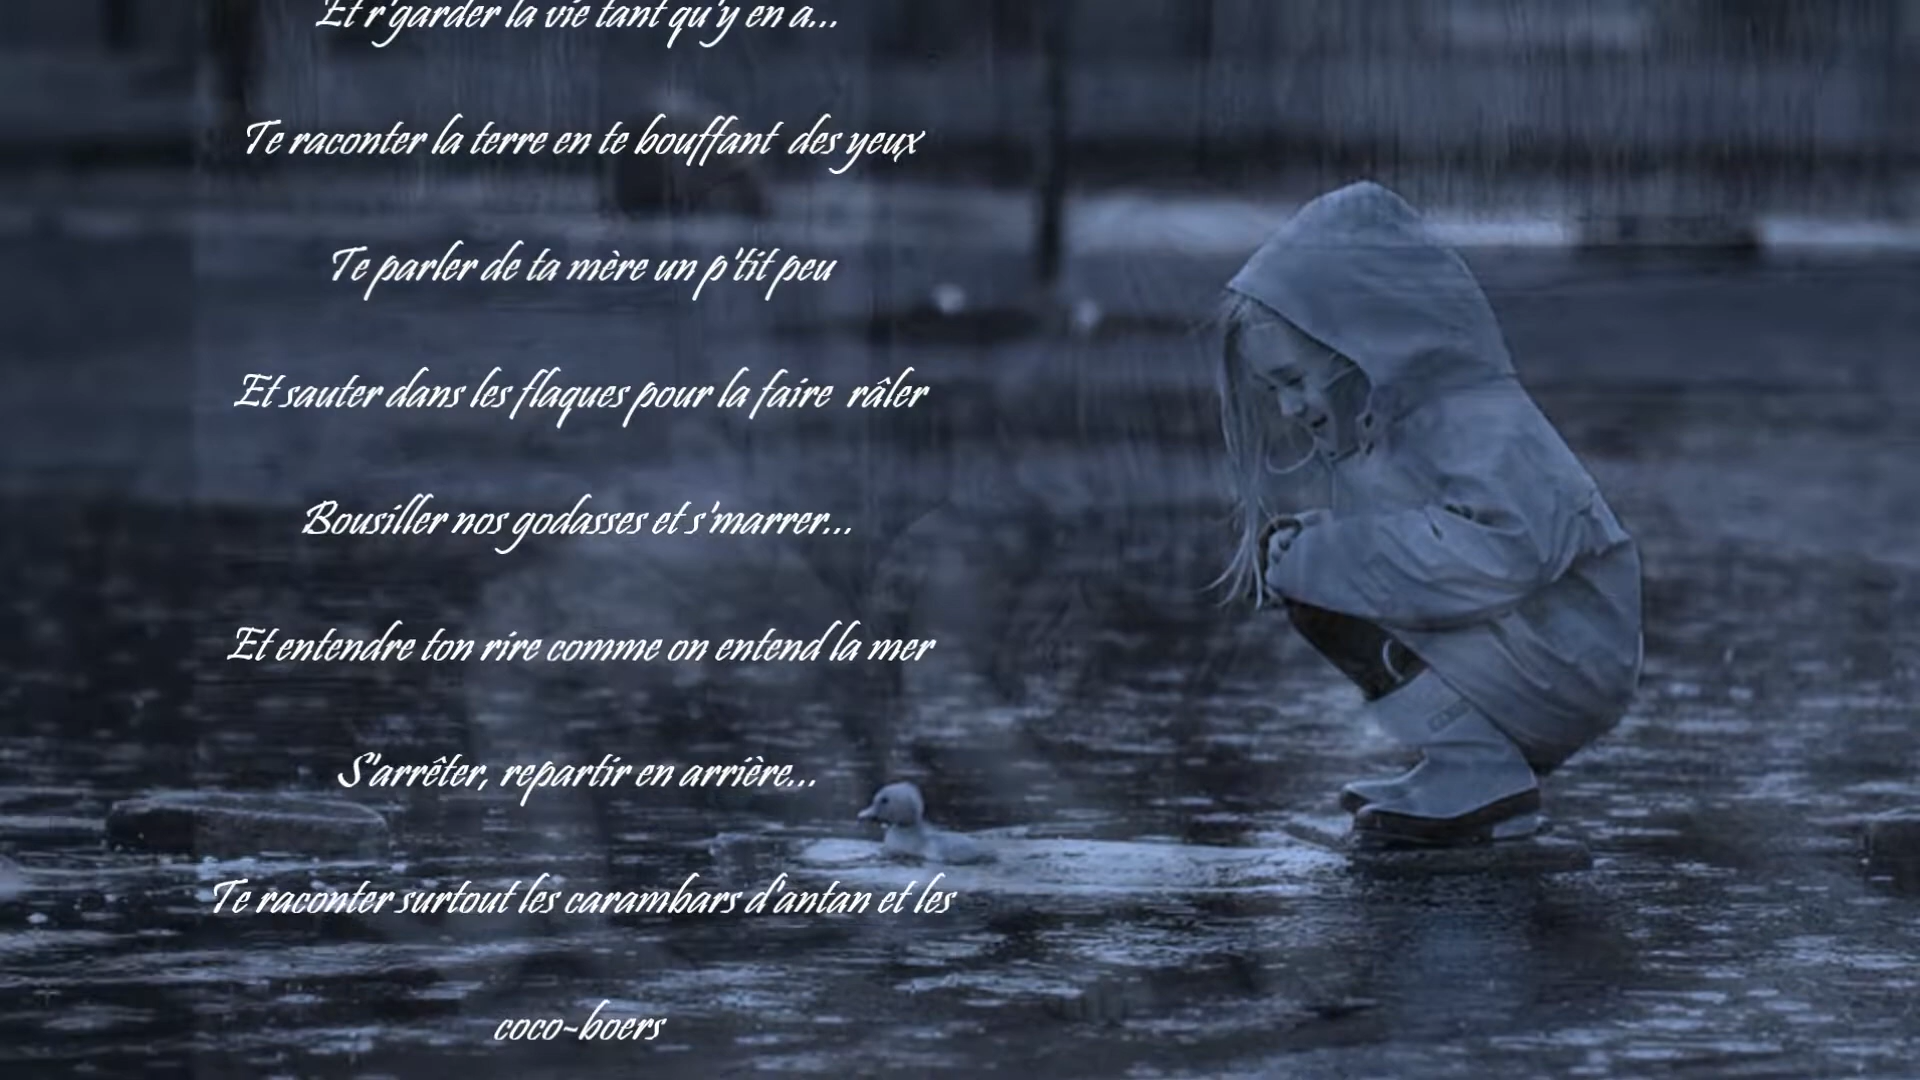 Et r'garder la vie tant qu'y en a...
Te raconter la terre en te bouffant des yeux
Te parler de ta mère un p'tit peu
Et sauter dans les flaques pour la faire râler
Bousiller nos godasses et s'marrer...
Et entendre ton rire comme on entend la mer
S'arrêter, repartir en arrière...
Te raconter surtout les carambars d'antan et les
coco-boers